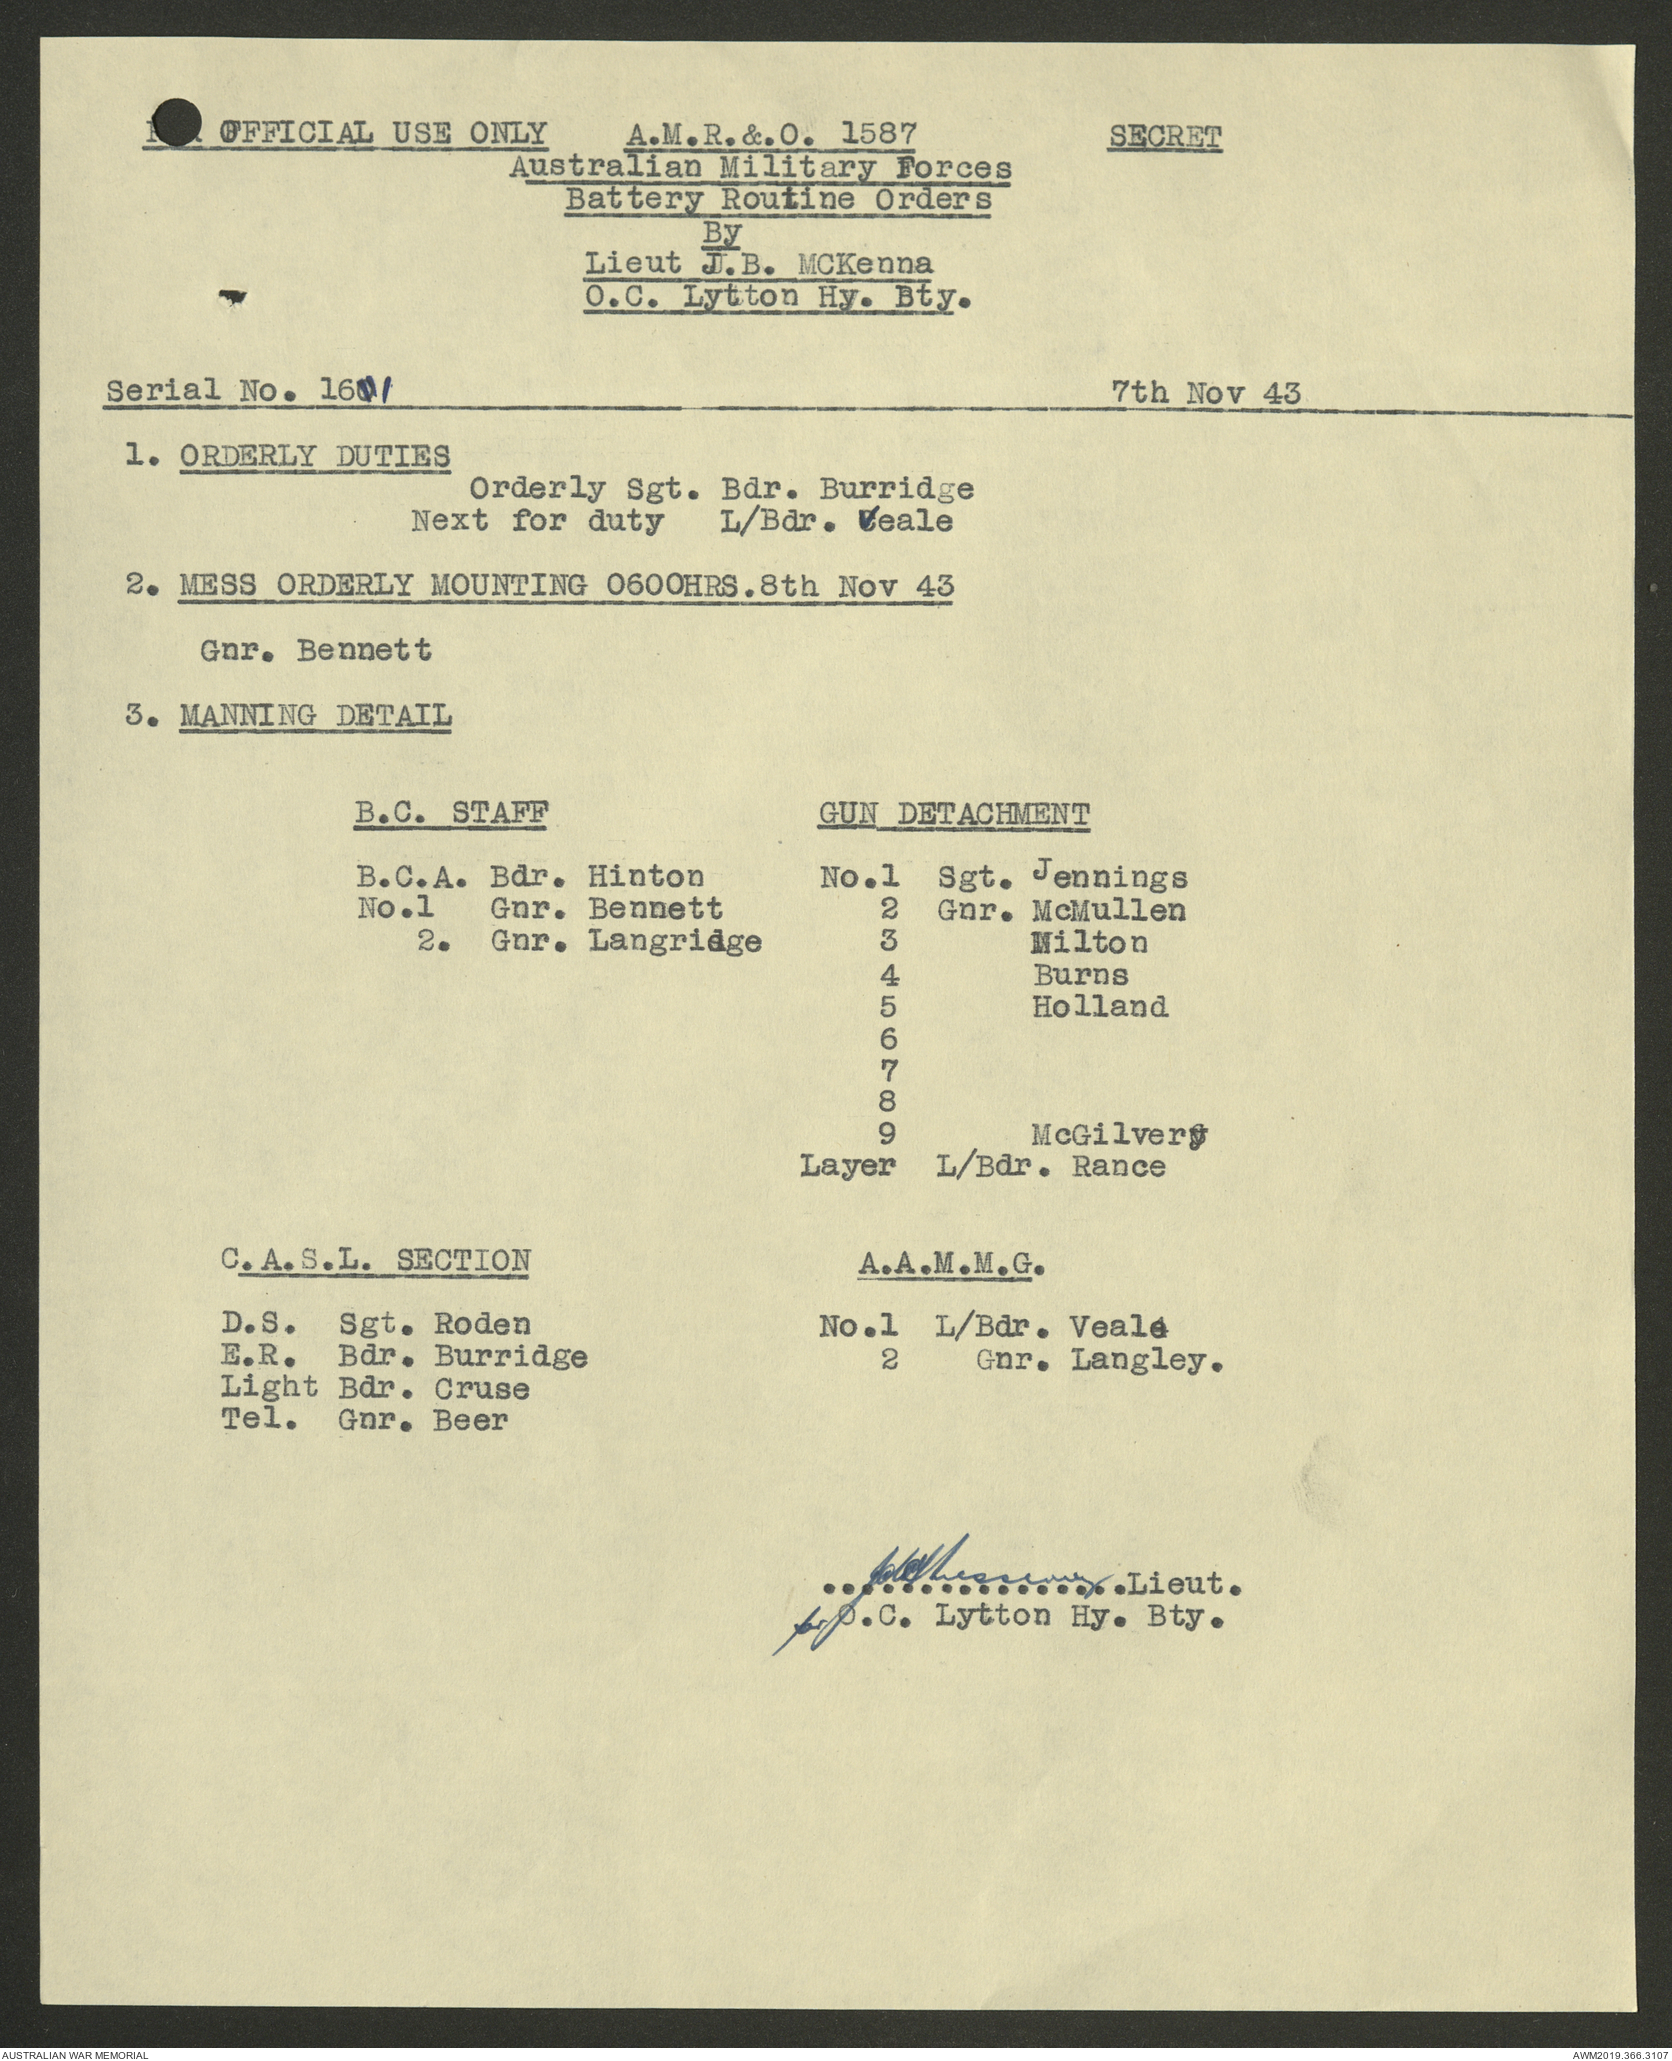 FOR OFFICIAL USE ONLY A.M.R.&.O. 1587 SECRET
Australian Military Forces
Battery Routine Orders
By
Lieut J.B. MCKenna
O.C. Lytton Hy. Bty.
Serial No. 161 7th Nov 43
1. ORDERLY DUTIES
Orderly Sgt. Bdr. Burridge
Next for duty L/Bdr. Veale
2. MESS ORDERLY MOUNTING 0600HRS.8th Nov 43
Gnr. Bennett
3. MANNING DETAIL
B.C. STAFF
B.C.A. Bdr. Hinton
No.1 Gnr. Bennett
2. Gnr. Langridge
GUN DETACHMENT
No.1 Sgt. Jennings
2 Gnr. McMullen
3 Milton
4 Burns
5 Holland
6
7
8
9 McGilvery
Layer L/Bdr. Rance
C.A.S.L. SECTION
D.S. Sgt. Roden
E.R. Bdr. Burridge
Light Bdr. Cruse
Tel. Gnr. Beer
A.A.M.M.G.
No.1 L/Bdr. Veale
2 Gnr. Langley.
..................Lieut.
for O.C. Lytton Hy. Bty.
AUSTRALIAN WAR MEMORIAL AWM2019.366.3107